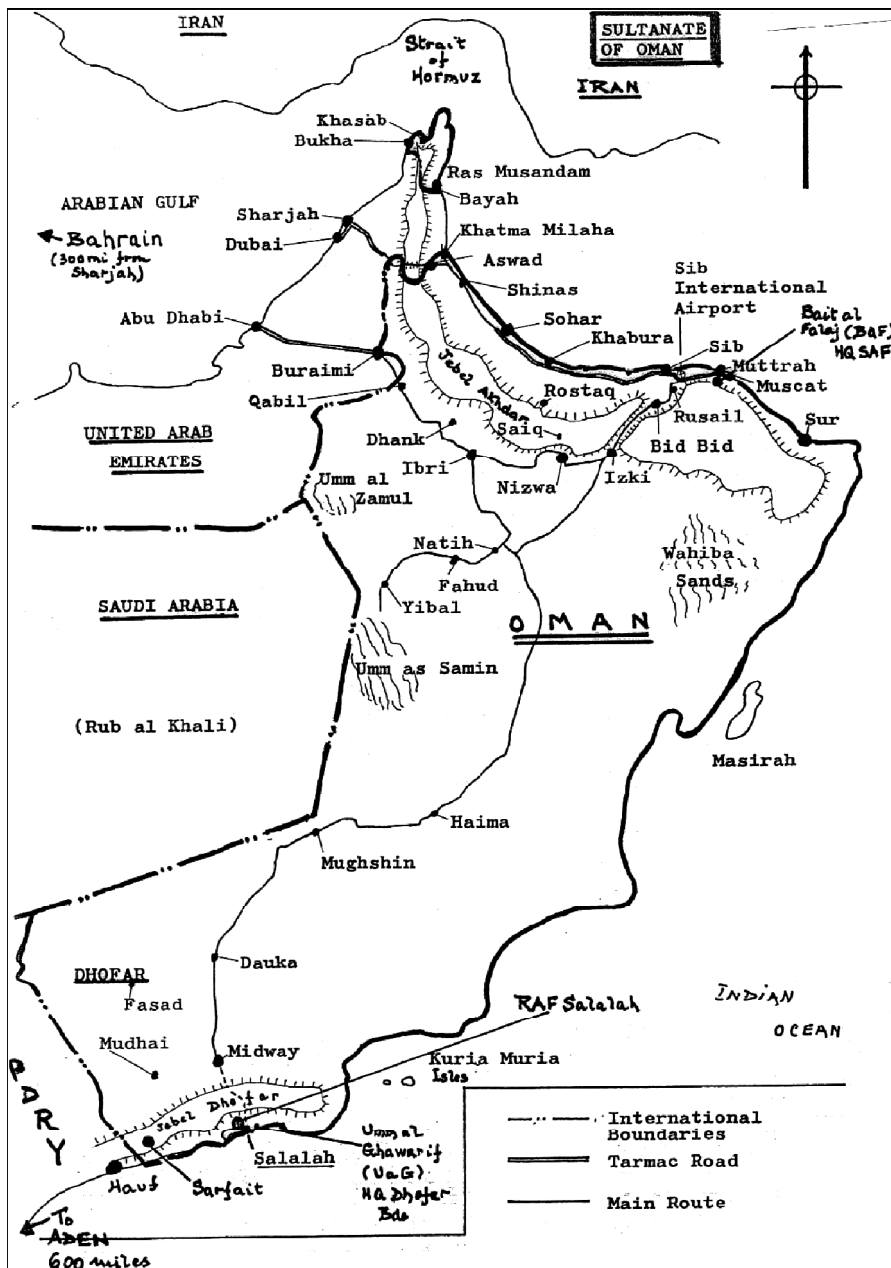 IRAN
SULTANATE
OF OMAN
Strait
of
Hormuz
IRAN
Khasab
Bukha
Ras Musandam
Bayah
ARABIAN GULF
Sharjah
Bahrain
(300mi from
Sharjah)
Dubai
Khatma Milaha
Aswad
Sib
International
Airport
Shinas
Abu Dhabi
Sohar
Bait al
Falaj (BAF)
HQ SAF
Khabura
Sib
Buraimi
Muttrah
Jebel Akhdar
Muscat
Qabil
Rostaq
Rusail
Dhank
Saiq
Sur
UNITED ARAB
EMIRATES
Bid Bid
Ibri
Nizwa
Izki
Umm al
Zamul
Natih
Wahiba
Sands
Fahud
Yibal
SAUDI ARABIA
OMAN
Umm as Samin
(Rub al Khali)
Masirah
Haima
Mughshin
Dauka
DHOFAR
Fasad
RAF Salalah
INDIAN
OCEAN
Mudhai
Midway
Kuria Muria
Isles
PARY
Jebel Dhofar
International
Boundaries
Umm al
Ghawarif
(UaG)
HQ Dhofar
Bde
Salalah
Tarmac Road
Hauf
Sarfait
Main Route
To
ADEN
600 miles